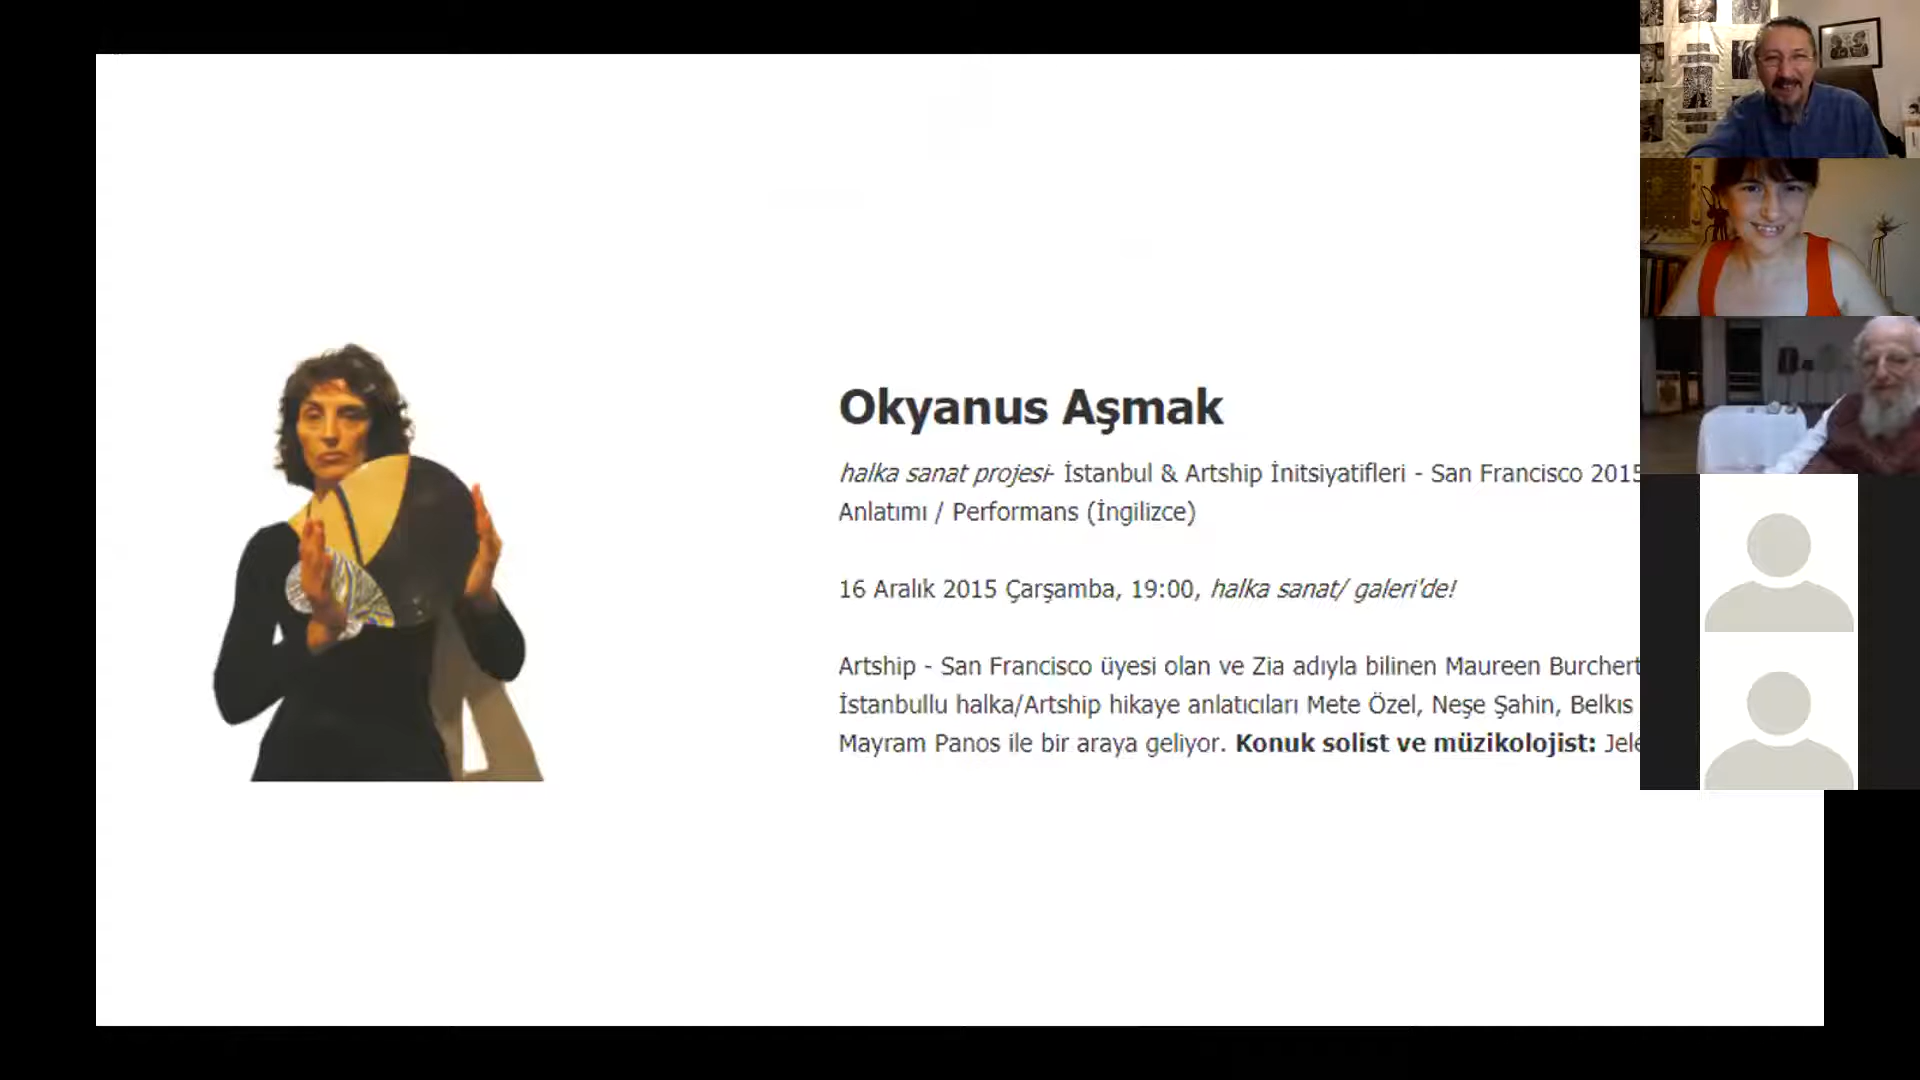 Okyanus Aşmak
halka sanat projesi- İstanbul & Artship İnitsiyatifleri - San Francisco 2015
Anlatımı / Performans (İngilizce)
16 Aralık 2015 Çarşamba, 19:00, halka sanat/ galeri'de!
Artship - San Francisco üyesi olan ve Zia adıyla bilinen Maureen Burchert
İstanbullu halka/Artship hikaye anlatıcıları Mete Özel, Neşe Şahin, Belkıs
Mayram Panos ile bir araya geliyor. Konuk solist ve müzikolojist: